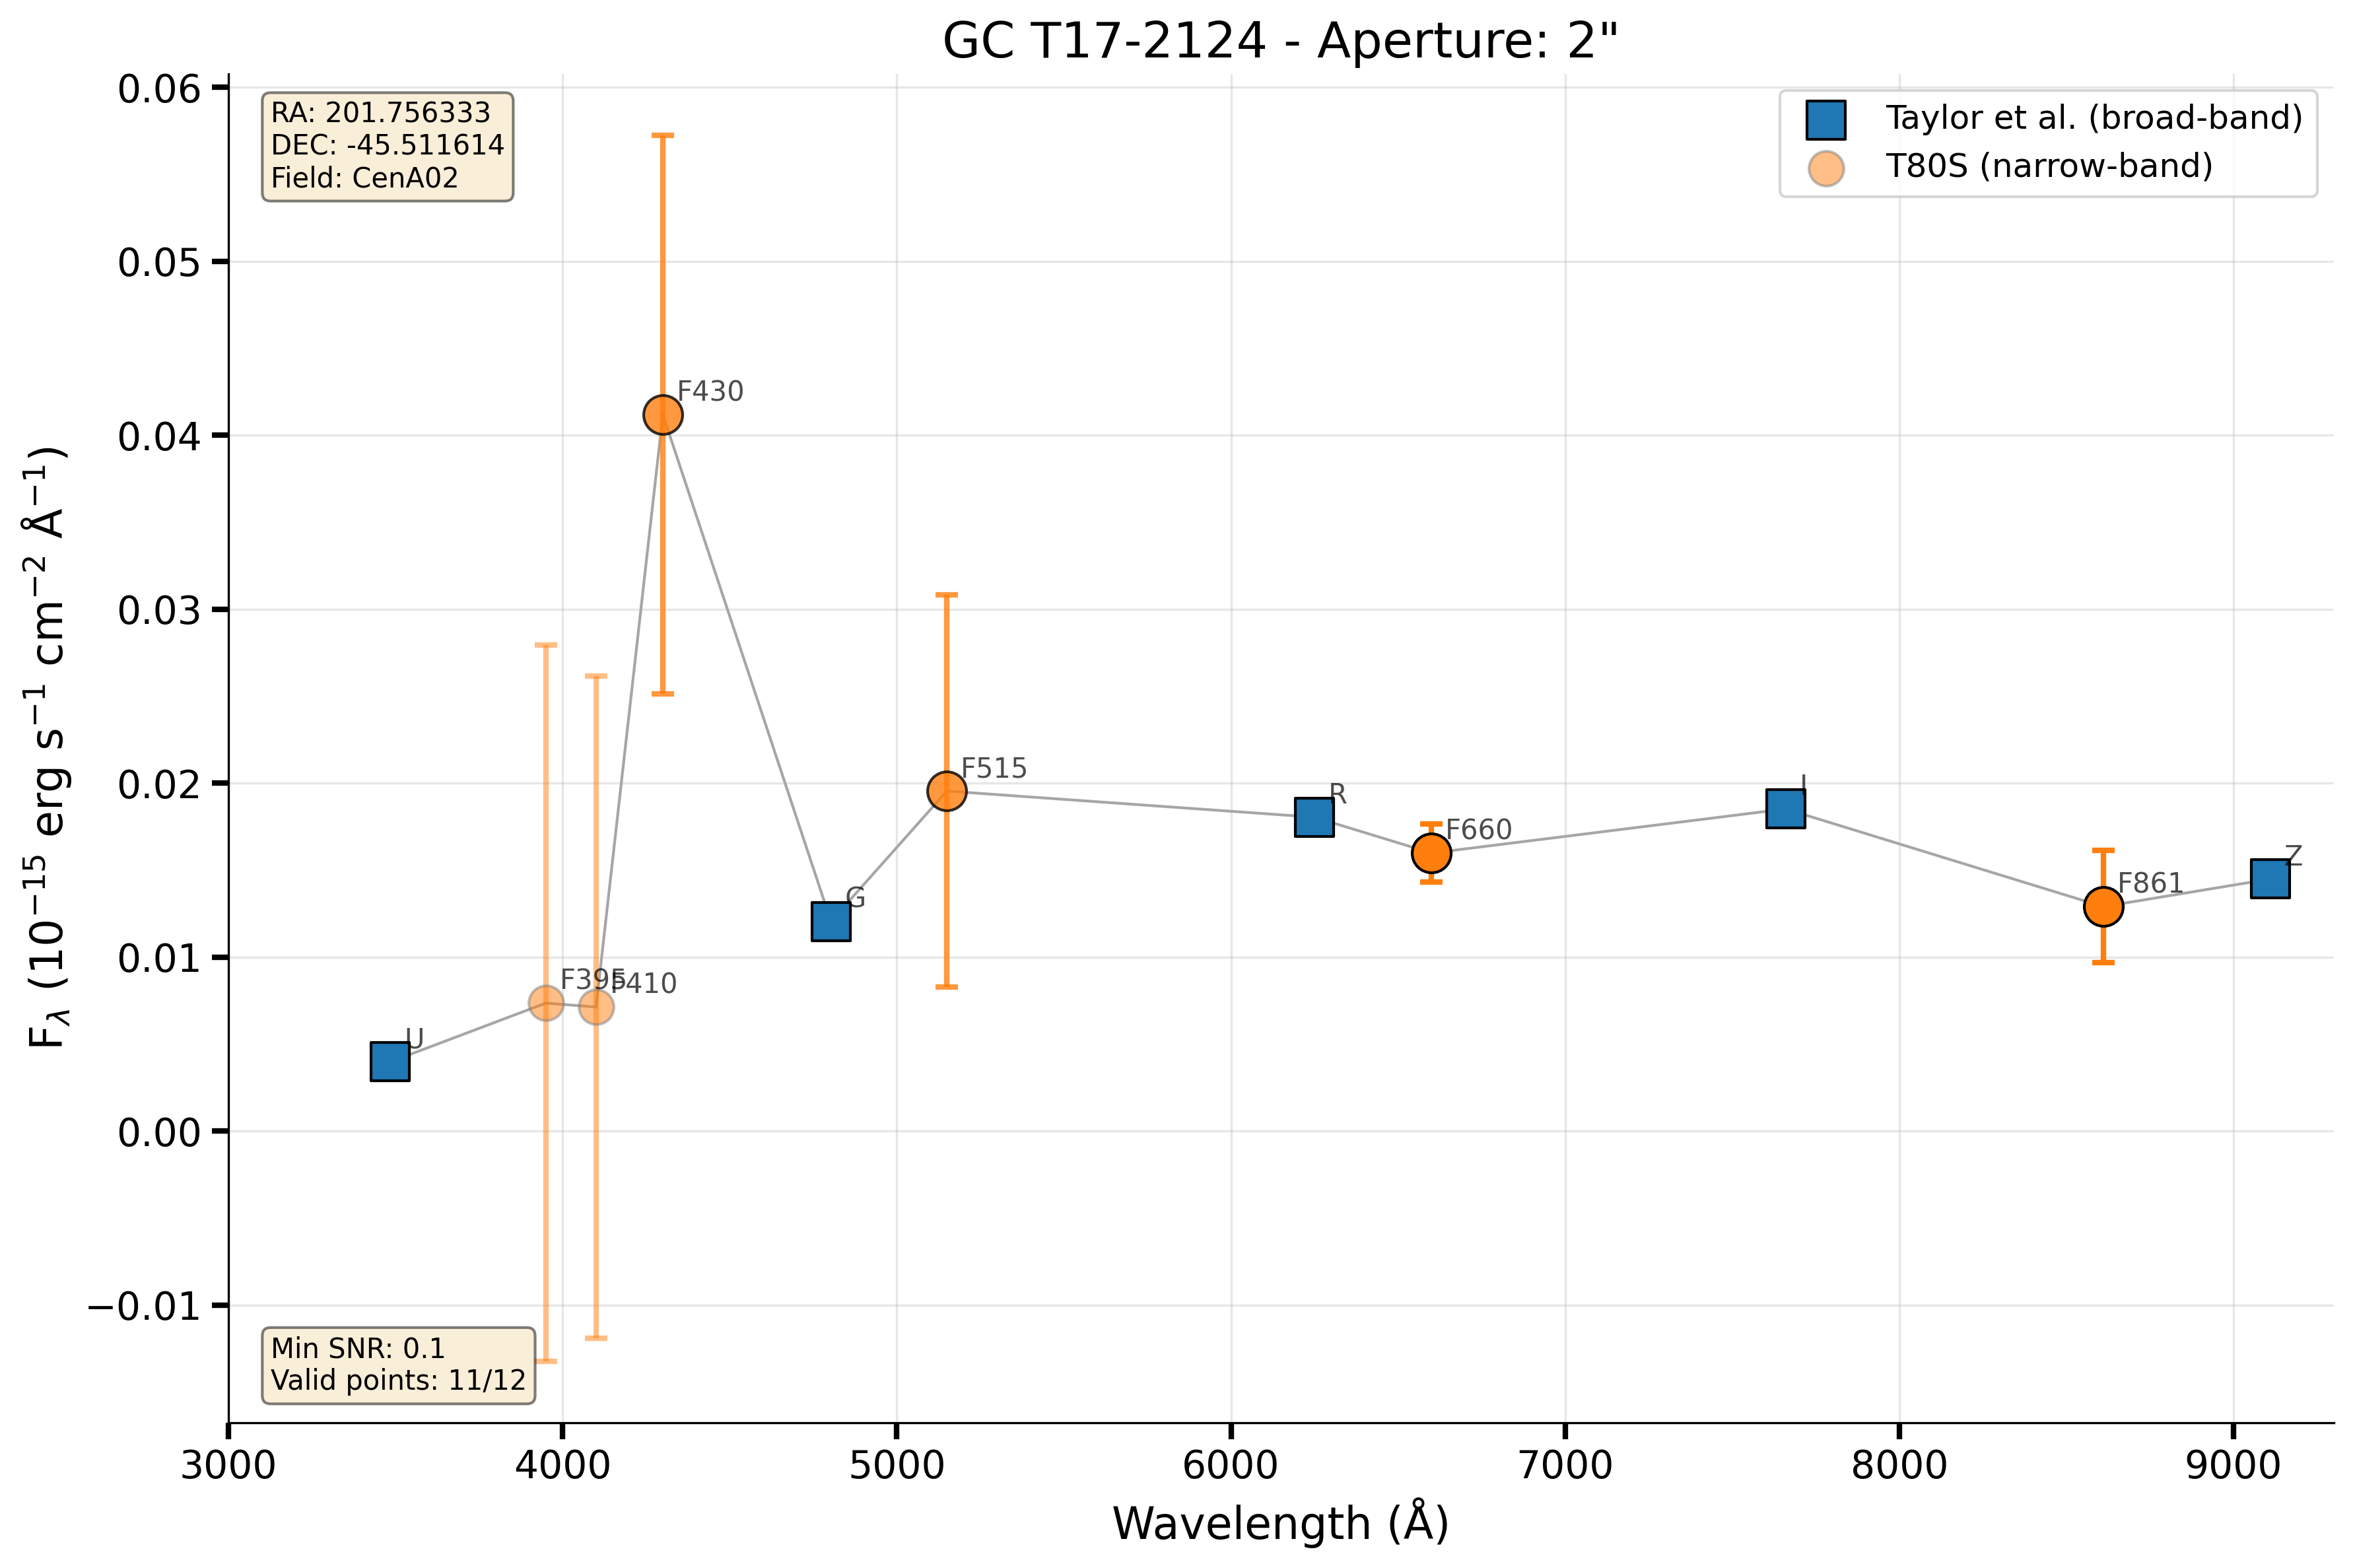 GC T17-2124 - Aperture: 2"
RA: 201.756333
DEC: -45.511614
Field: CenA02
Taylor et al. (broad-band)
T80S (narrow-band)
0.06
0.05
0.04
0.03
0.02
0.01
0.00
−0.01
F_λ (10⁻¹⁵ erg s⁻¹ cm⁻² Å⁻¹)
U
F395
F410
F430
G
F515
R
F660
I
F861
Z
Min SNR: 0.1
Valid points: 11/12
3000 4000 5000 6000 7000 8000 9000
Wavelength (Å)